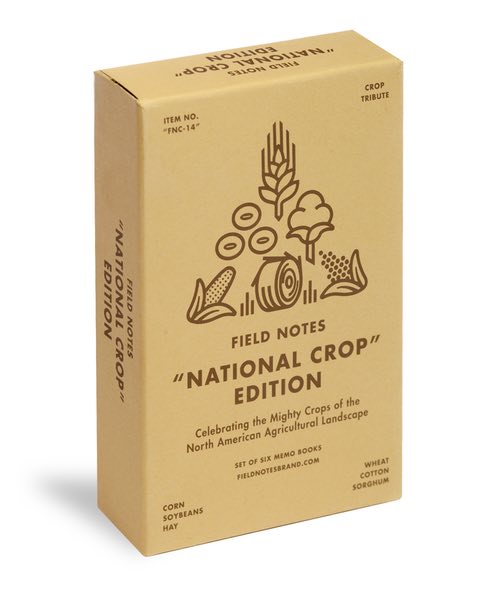 FIELD NOTES
"NATIONAL CROP"
EDITION
ITEM NO.
"FNC-14"
CROP
TRIBUTE
FIELD NOTES
"NATIONAL CROP"
EDITION
Celebrating the Mighty Crops of the
North American Agricultural Landscape
SET OF SIX MEMO BOOKS
FIELDNOTESBRAND.COM
CORN
SOYBEANS
HAY
WHEAT
COTTON
SORGHUM
FIELD NOTES
"NATIONAL CROP"
EDITION